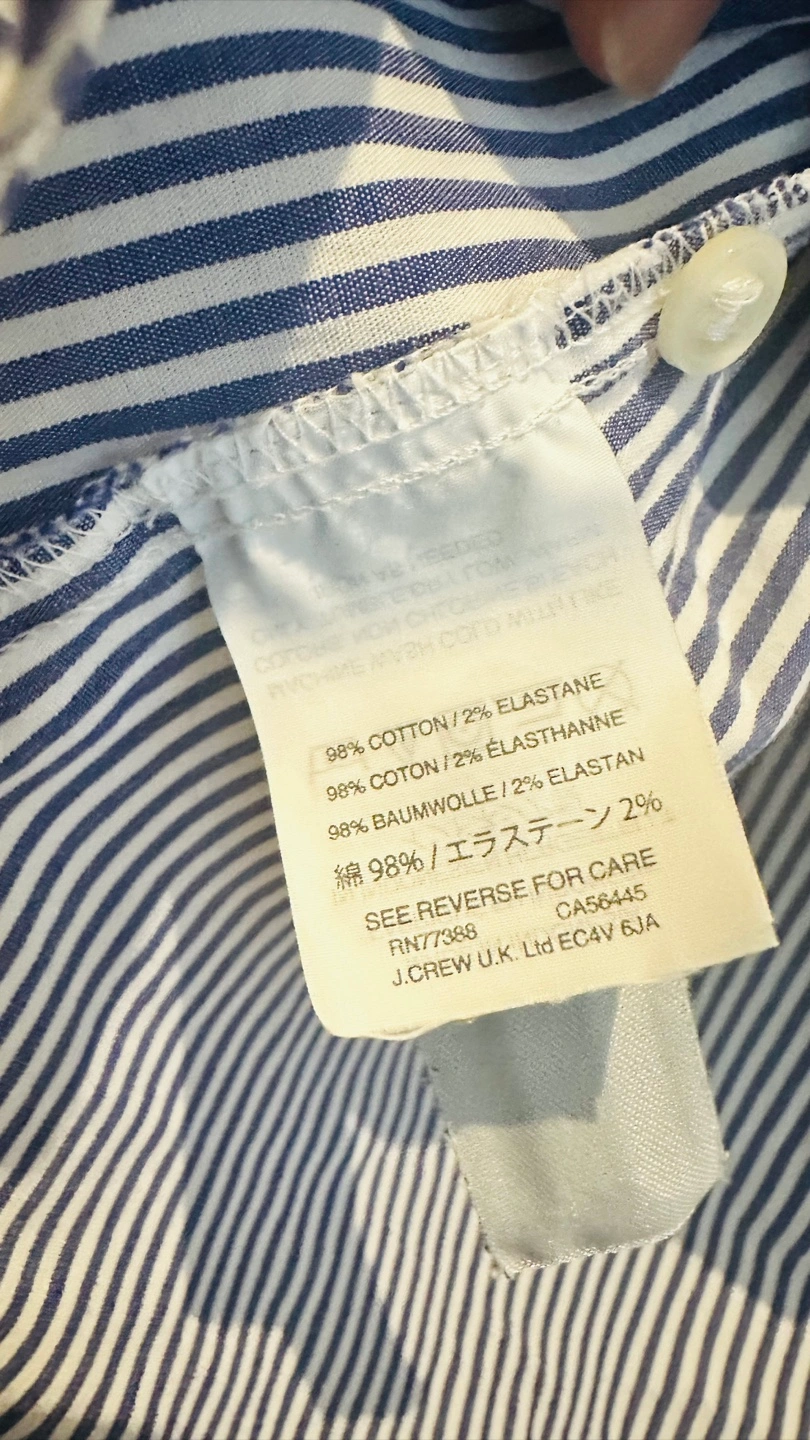 98% COTTON / 2% ELASTANE
98% COTON / 2% ÉLASTHANNE
98% BAUMWOLLE / 2% ELASTAN
綿 98% / エラステーン 2%
SEE REVERSE FOR CARE
RN77388 CA56445
J.CREW U.K. Ltd EC4V 6JA